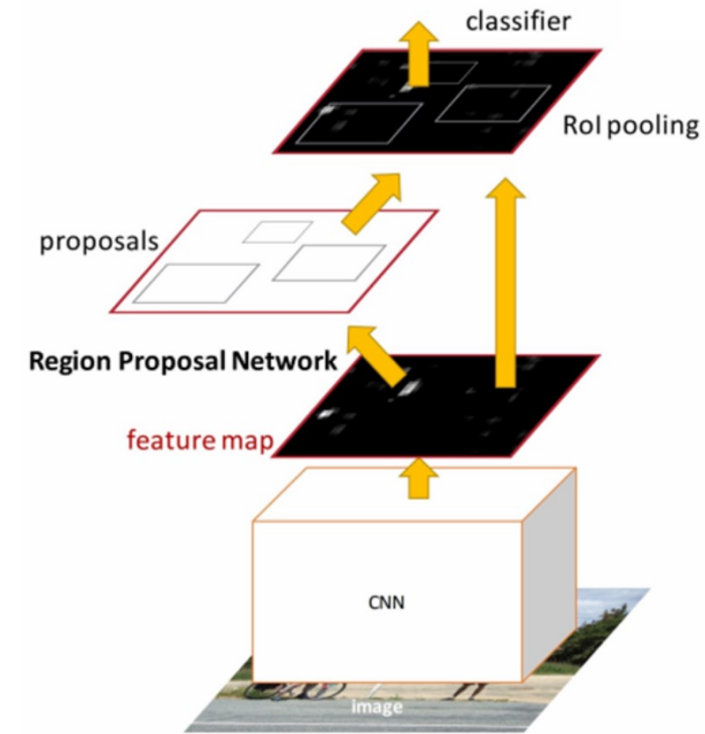 classifier
RoI pooling
proposals
Region Proposal Network
feature map
CNN
image